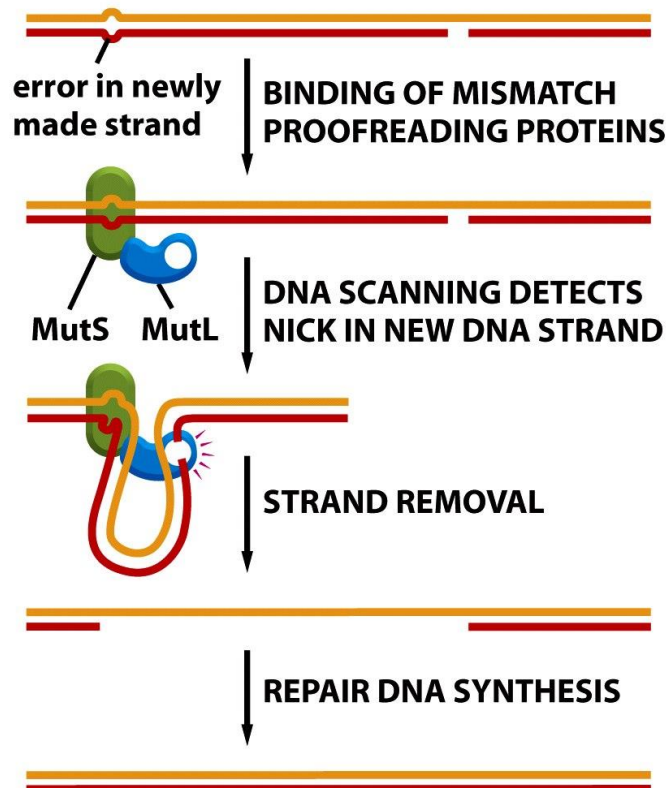 error in newly
made strand
BINDING OF MISMATCH
PROOFREADING PROTEINS
MutS
MutL
DNA SCANNING DETECTS
NICK IN NEW DNA STRAND
STRAND REMOVAL
REPAIR DNA SYNTHESIS